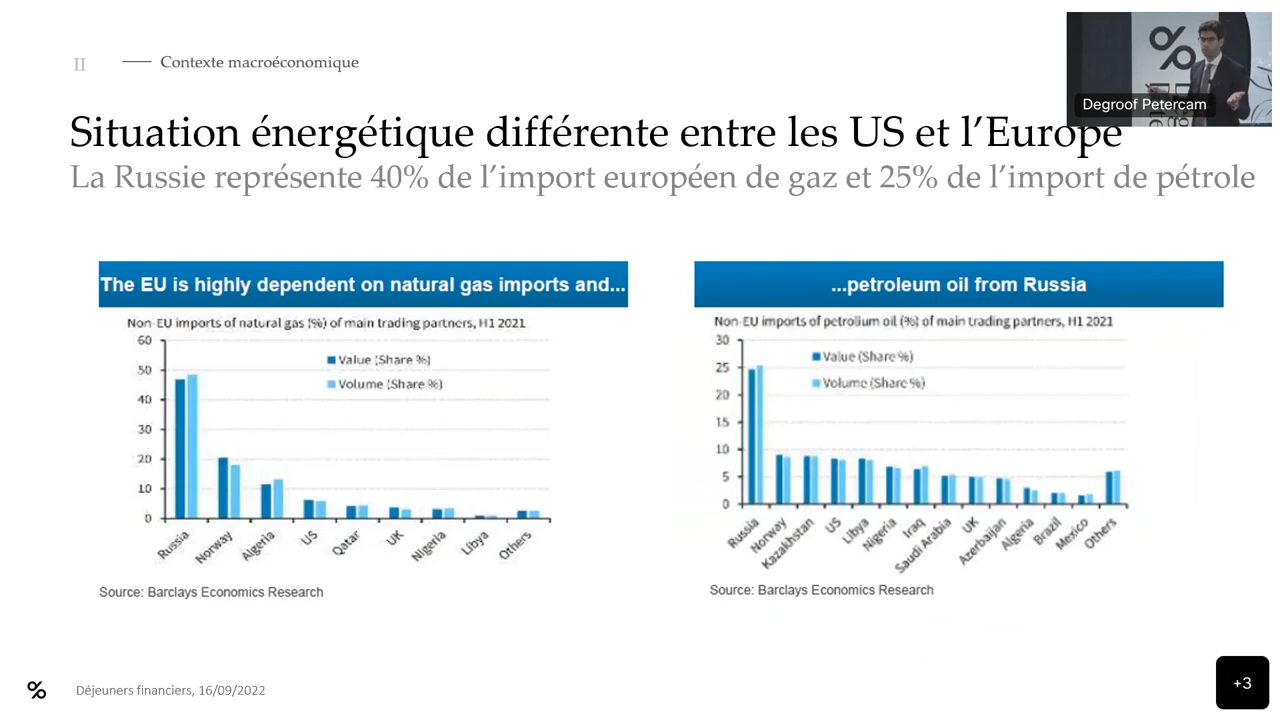 II
Contexte macroéconomique
Degroof Petercam
Situation énergétique différente entre les US et l’Europe
La Russie représente 40% de l’import européen de gaz et 25% de l’import de pétrole
The EU is highly dependent on natural gas imports and...
Non-EU imports of natural gas (%) of main trading partners, H1 2021
60
50
40
30
20
10
0
Value (Share %)
Volume (Share %)
Russia
Norway
Algeria
US
Qatar
UK
Nigeria
Libya
Others
Source: Barclays Economics Research
...petroleum oil from Russia
Non-EU imports of petrolium oil (%) of main trading partners, H1 2021
30
25
20
15
10
5
0
Value (Share %)
Volume (Share %)
Russia
Norway
Kazakhstan
US
Libya
Nigeria
Iraq
Saudi Arabia
UK
Azerbaijan
Algeria
Brazil
Mexico
Others
Source: Barclays Economics Research
Déjeuners financiers, 16/09/2022
+3